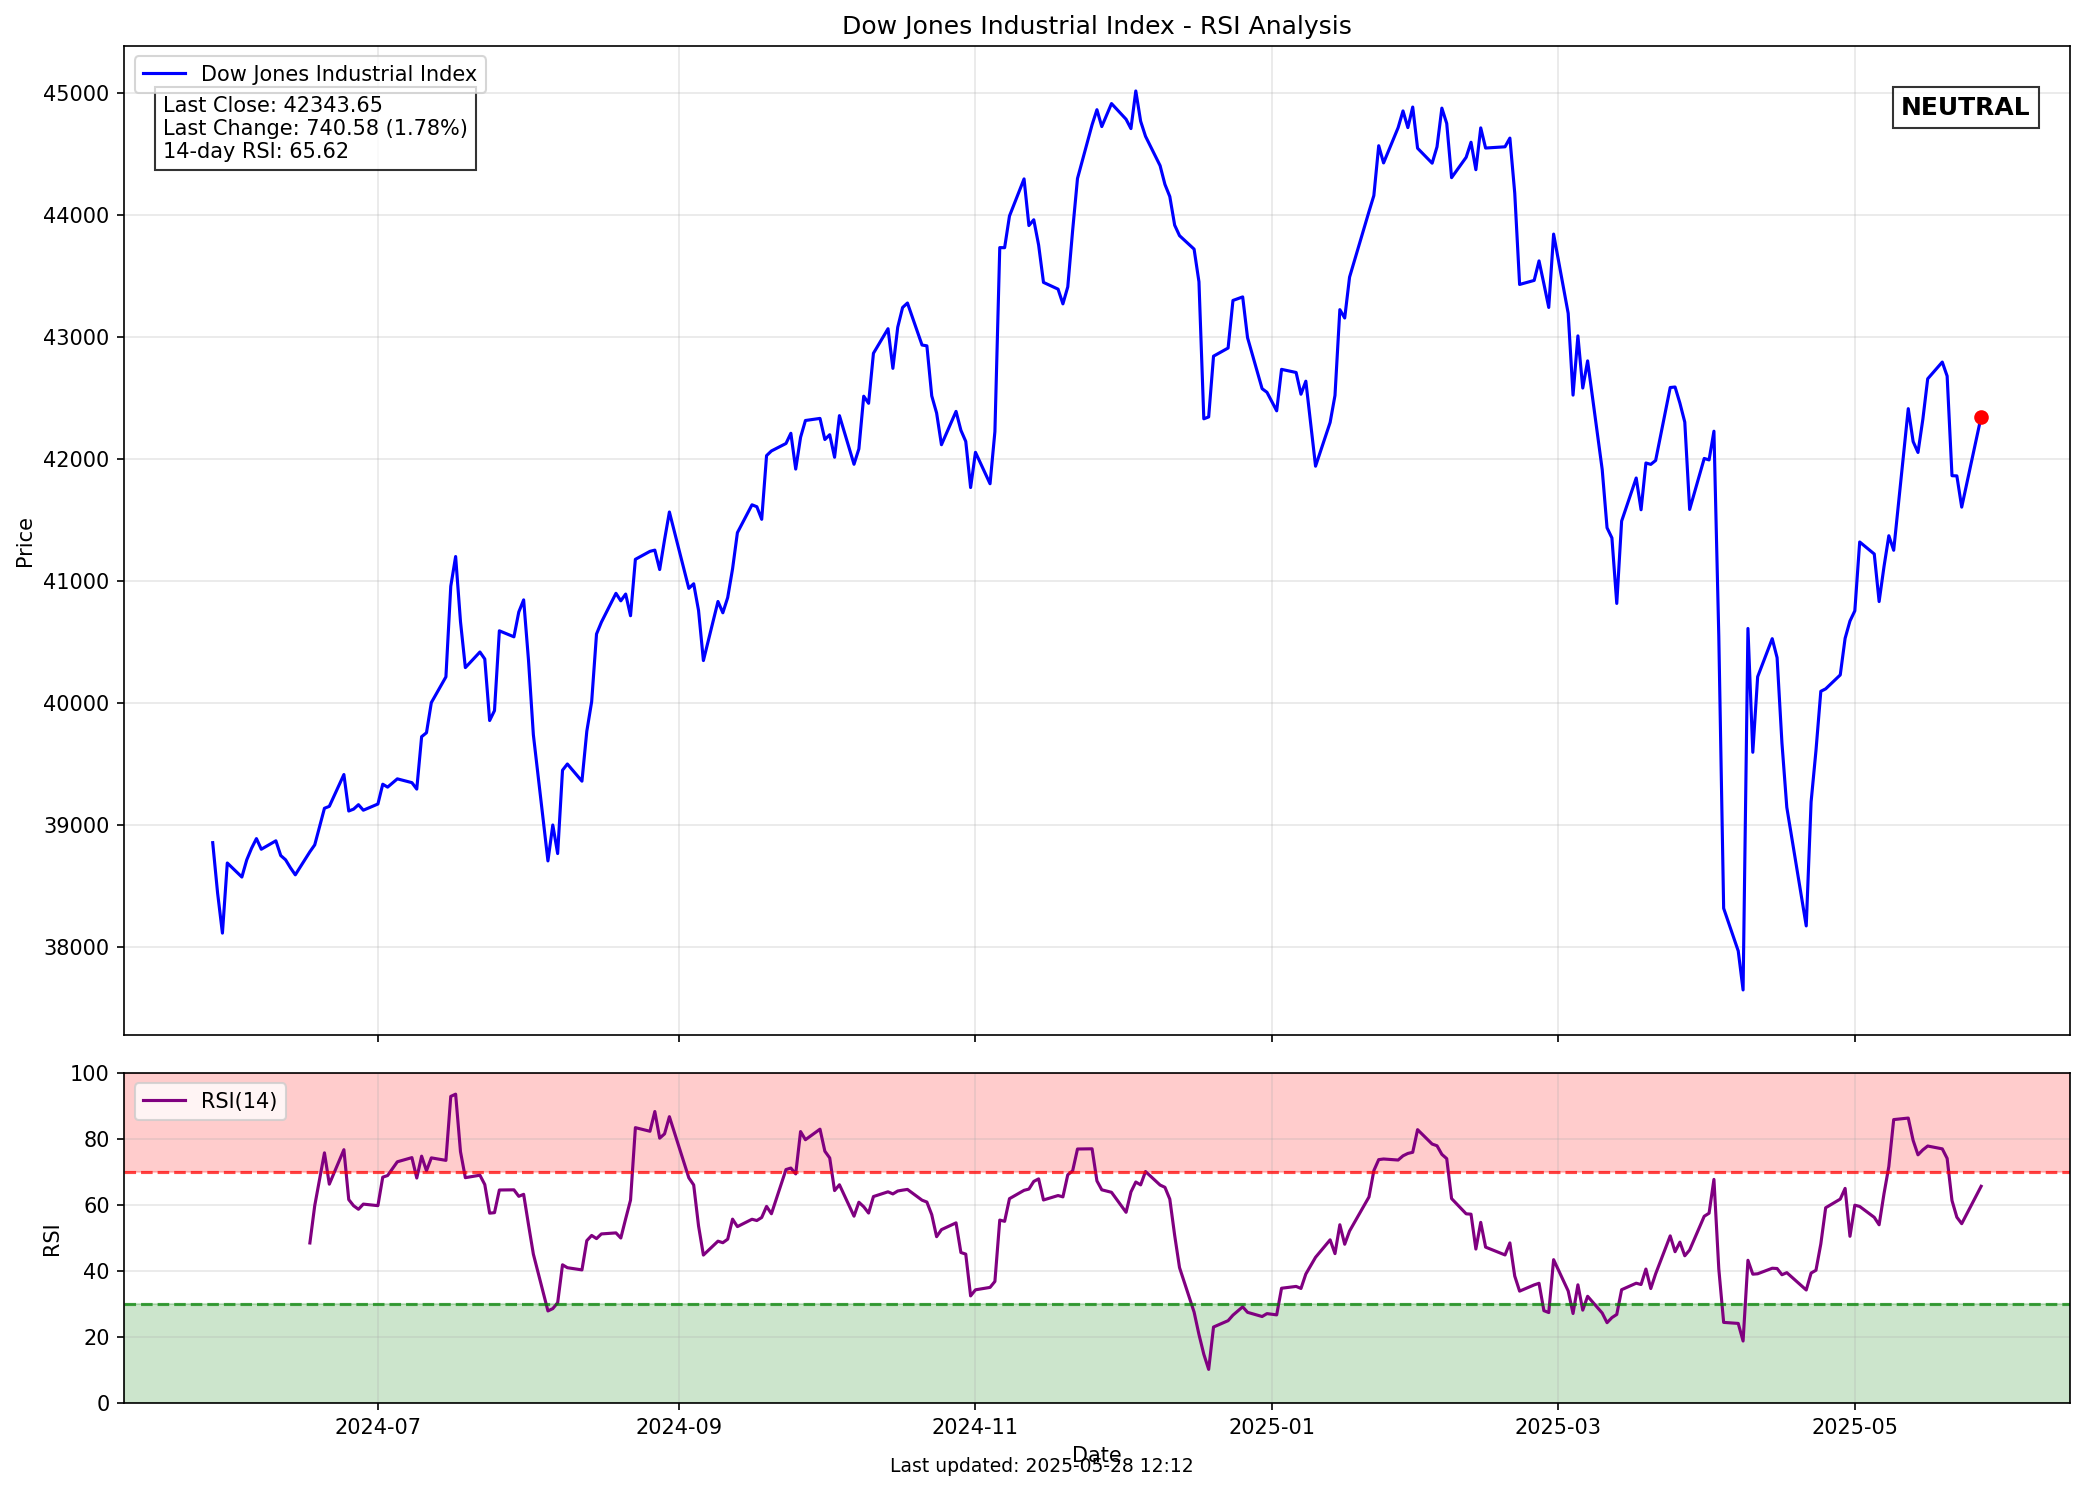 Dow Jones Industrial Index - RSI Analysis
Dow Jones Industrial Index
Last Close: 42343.65
Last Change: 740.58 (1.78%)
14-day RSI: 65.62
NEUTRAL
45000
44000
43000
42000
41000
40000
39000
38000
Price
RSI(14)
100
80
60
40
20
0
RSI
2024-07
2024-09
2024-11
2025-01
2025-03
2025-05
Date
Last updated: 2025-05-28 12:12